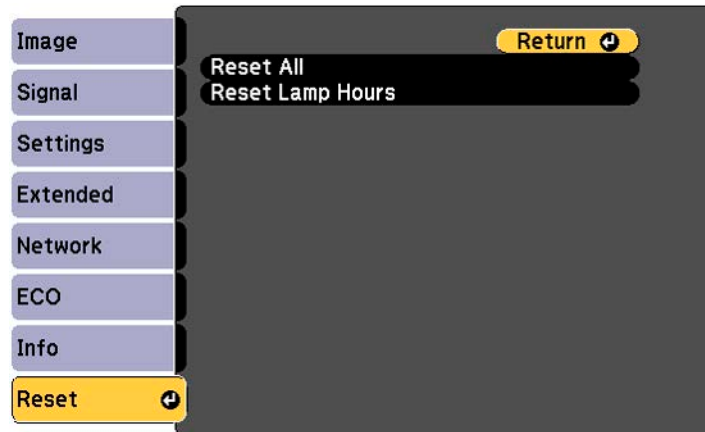 Image
Signal
Settings
Extended
Network
ECO
Info
Reset
Return
Reset All
Reset Lamp Hours